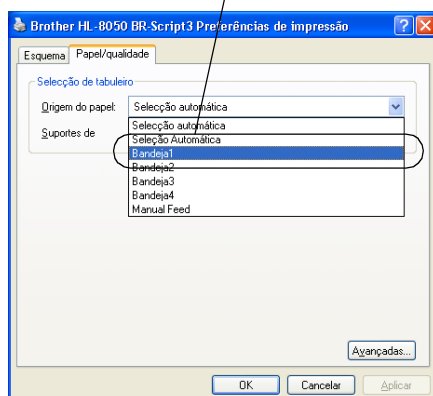 Brother HL-8050 BR-Script3 Preferências de impressão
Esquema Papel/qualidade
Selecção de tabuleiro
Origem do papel: Selecção automática
Selecção automática
Suportes de
Seleção Automática
Bandeja1
Bandeja2
Bandeja3
Bandeja4
Manual Feed
Avançadas...
OK Cancelar Aplicar